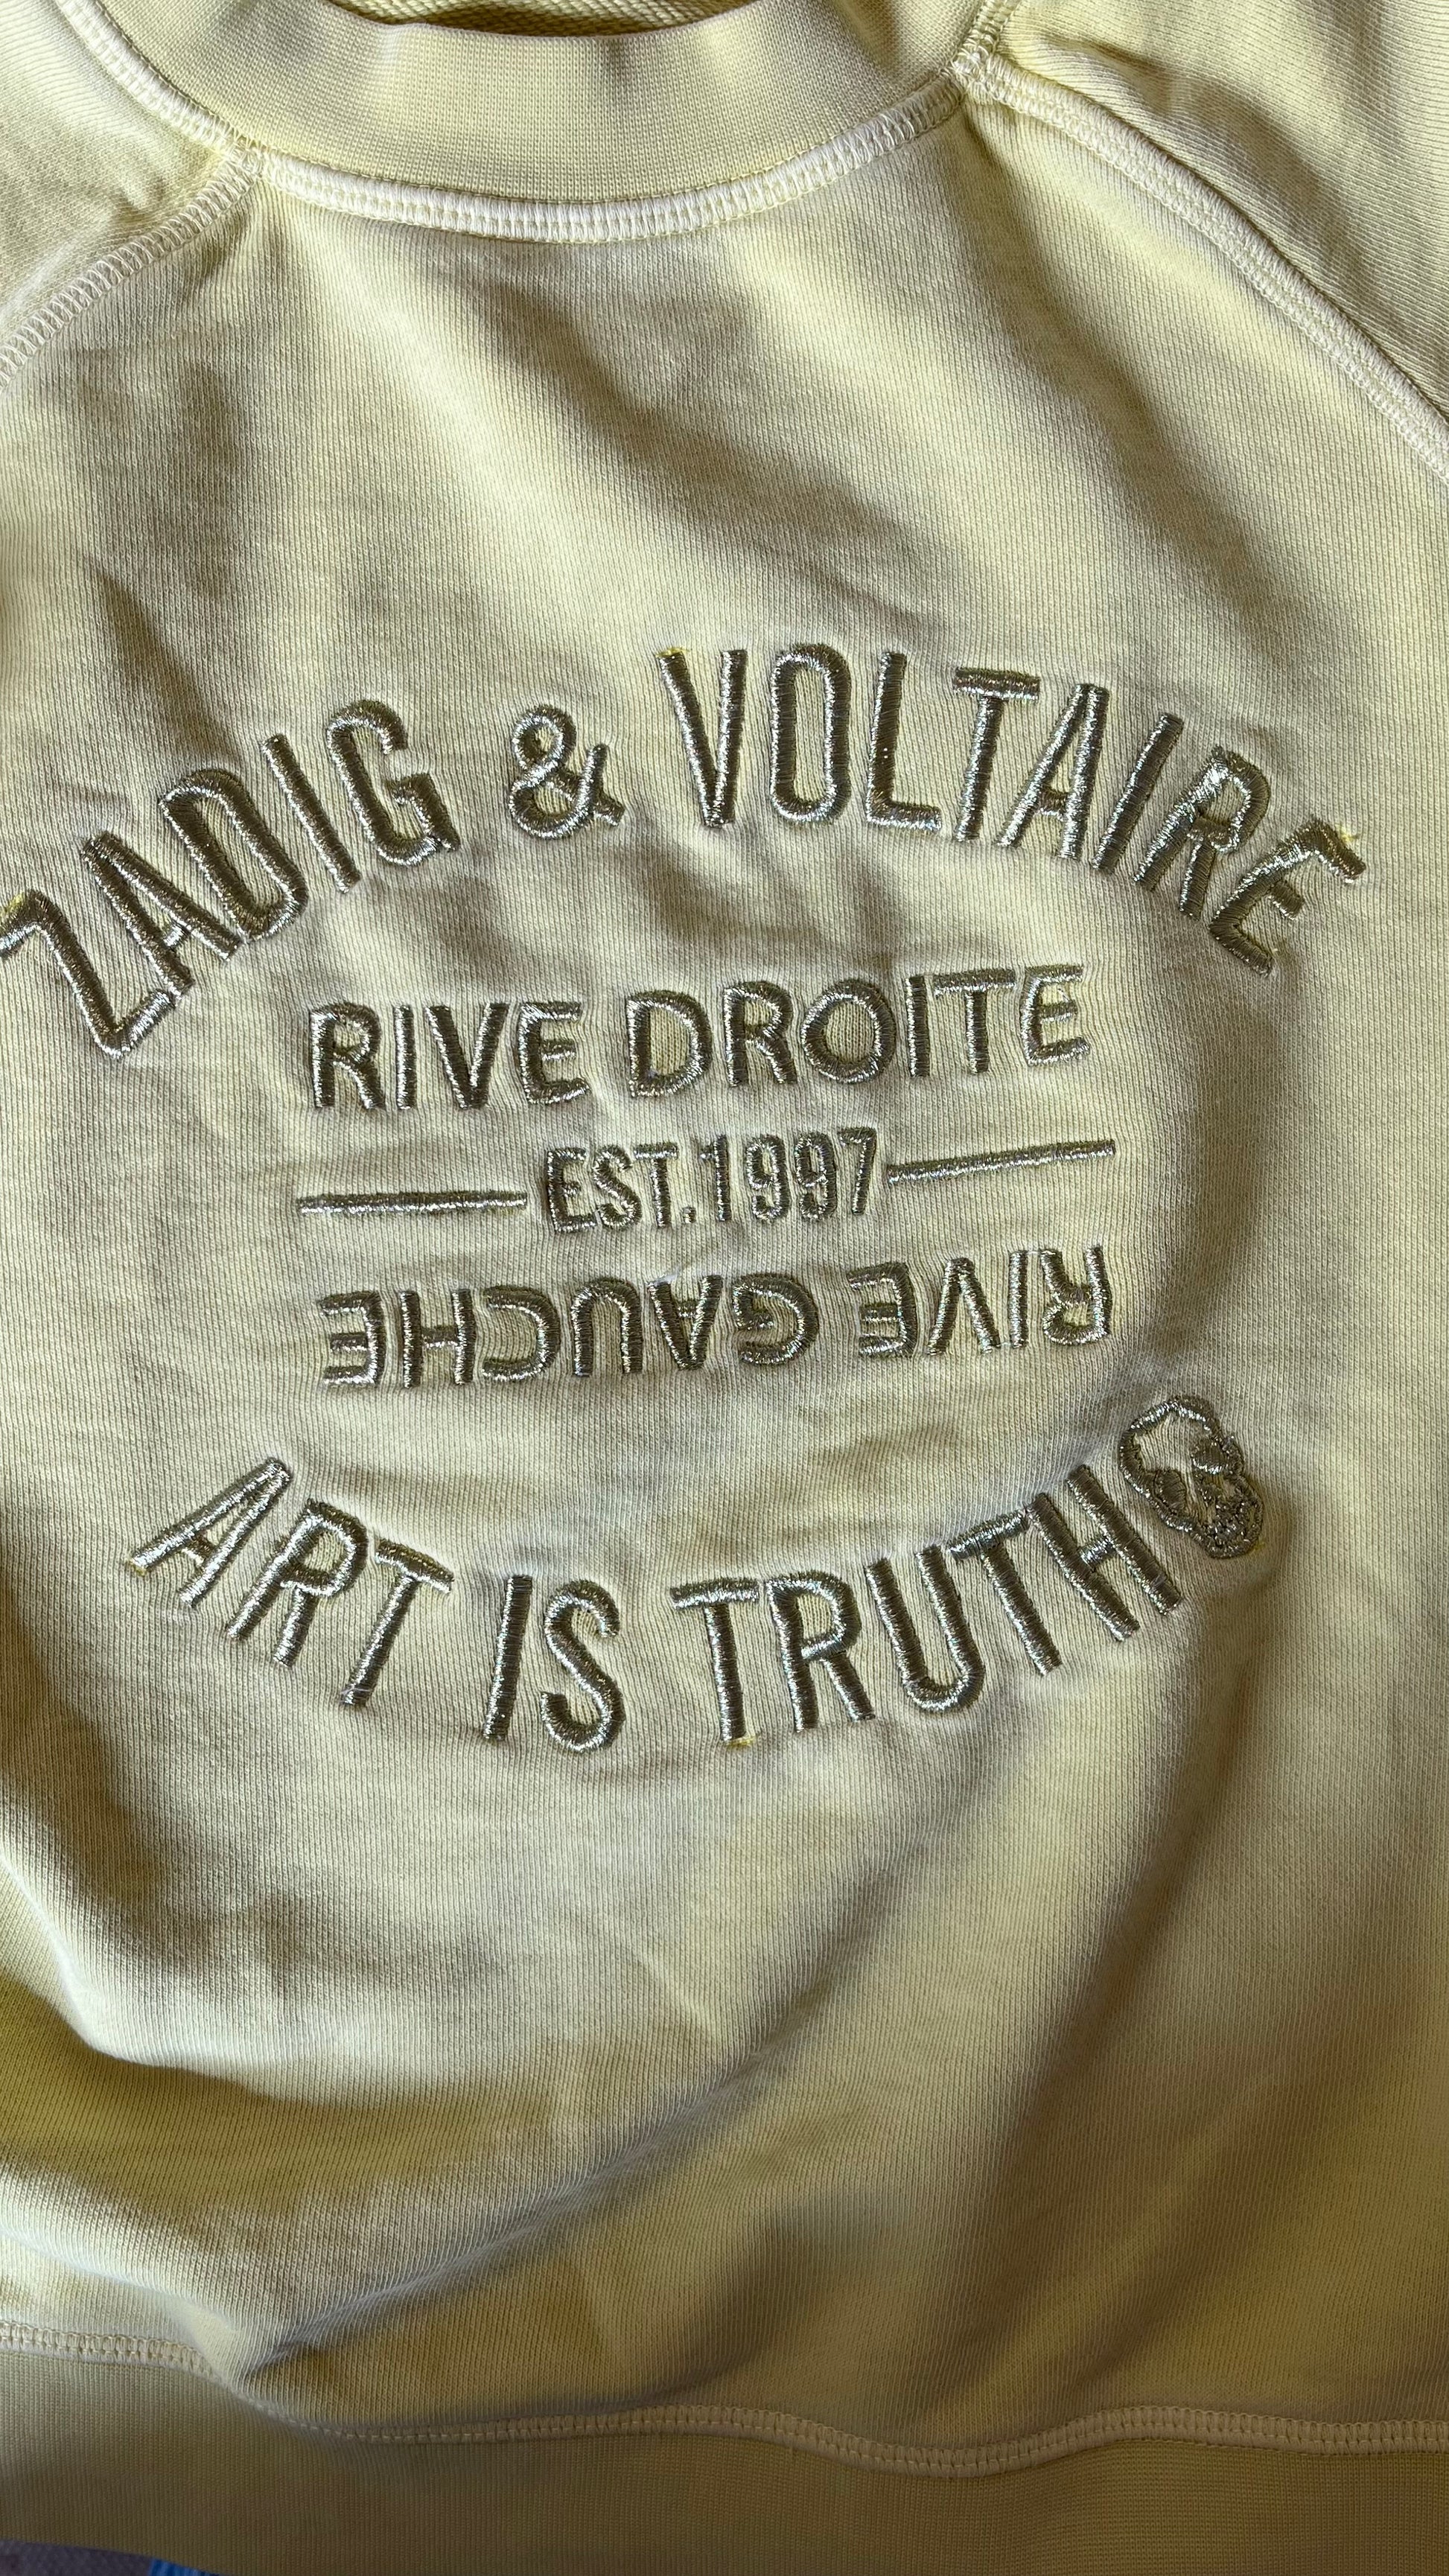 ZADIG & VOLTAIRE
RIVE DROITE
EST.1997
RIVE GAUCHE
ART IS TRUTH